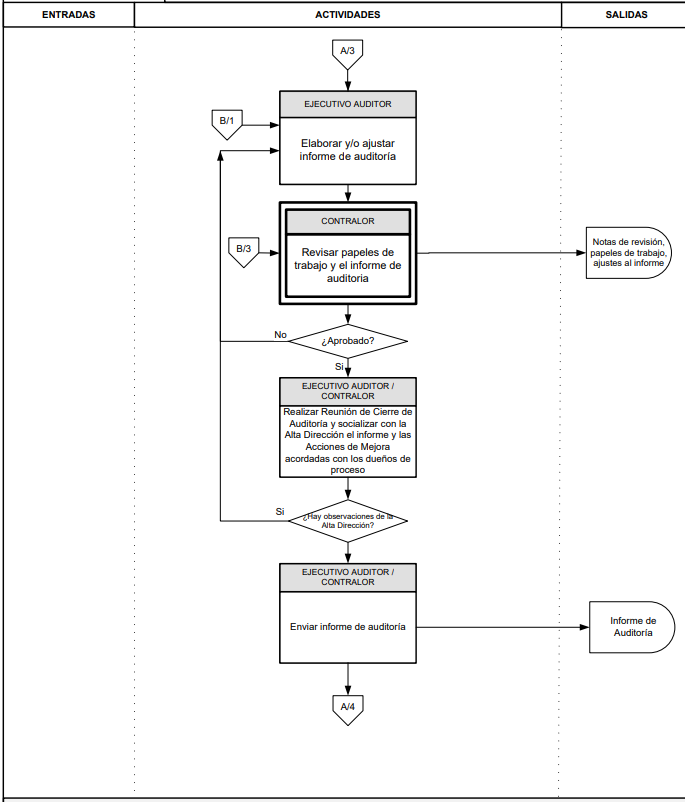 ENTRADAS
ACTIVIDADES
SALIDAS
A/3
EJECUTIVO AUDITOR
B/1
Elaborar y/o ajustar
informe de auditoría
CONTRALOR
B/3
Revisar papeles de
trabajo y el informe de
auditoria
Notas de revisión,
papeles de trabajo,
ajustes al informe
No
¿Aprobado?
Si
EJECUTIVO AUDITOR /
CONTRALOR
Realizar Reunión de Cierre de
Auditoría y socializar con la
Alta Dirección el informe y las
Acciones de Mejora
acordadas con los dueños de
proceso
Si
¿Hay observaciones de la
Alta Dirección?
EJECUTIVO AUDITOR /
CONTRALOR
Enviar informe de auditoría
Informe de
Auditoría
A/4